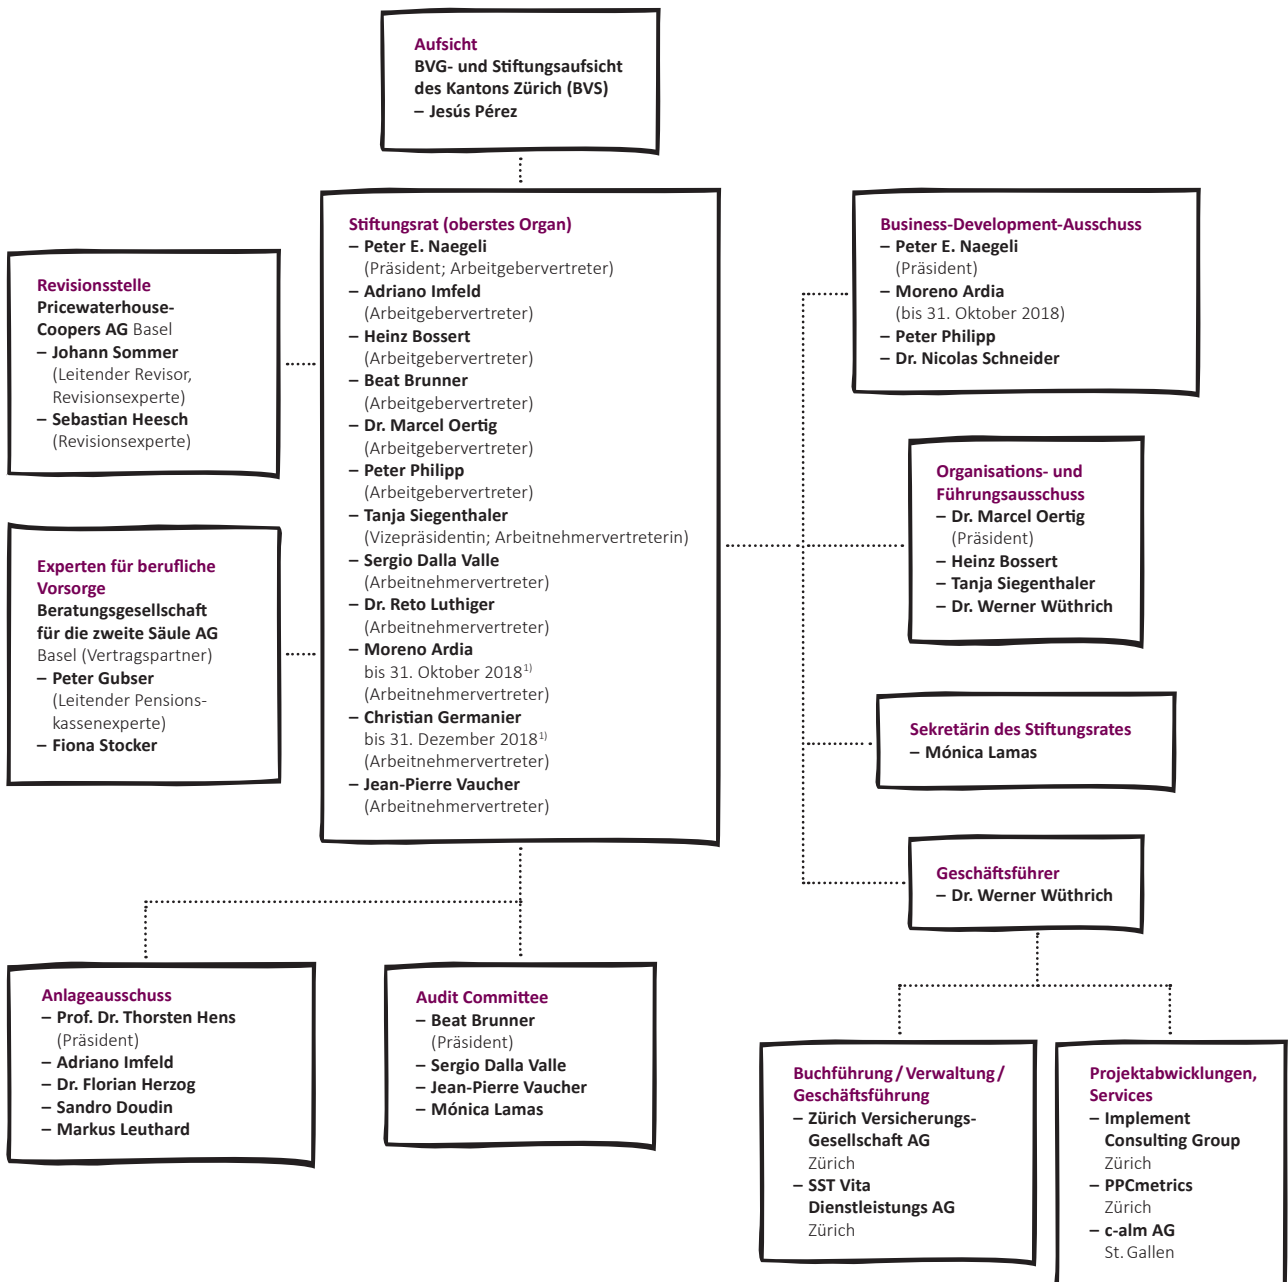 Aufsicht
BVG- und Stiftungsaufsicht
des Kantons Zürich (BVS)
– Jesús Pérez
Stiftungsrat (oberstes Organ)
– Peter E. Naegeli
(Präsident; Arbeitgebervertreter)
– Adriano Imfeld
(Arbeitgebervertreter)
– Heinz Bossert
(Arbeitgebervertreter)
– Beat Brunner
(Arbeitgebervertreter)
– Dr. Marcel Oertig
(Arbeitgebervertreter)
– Peter Philipp
(Arbeitgebervertreter)
– Tanja Siegenthaler
(Vizepräsidentin; Arbeitnehmervertreterin)
– Sergio Dalla Valle
(Arbeitnehmervertreter)
– Dr. Reto Luthiger
(Arbeitnehmervertreter)
– Moreno Ardia
bis 31. Oktober 2018¹⁾
(Arbeitnehmervertreter)
– Christian Germanier
bis 31. Dezember 2018¹⁾
(Arbeitnehmervertreter)
– Jean-Pierre Vaucher
(Arbeitnehmervertreter)
Revisionsstelle
Pricewaterhouse-
Coopers AG Basel
– Johann Sommer
(Leitender Revisor,
Revisionsexperte)
– Sebastian Heesch
(Revisionsexperte)
Experten für berufliche
Vorsorge
Beratungsgesellschaft
für die zweite Säule AG
Basel (Vertragspartner)
– Peter Gubser
(Leitender Pensions-
kassenexperte)
– Fiona Stocker
Business-Development-Ausschuss
– Peter E. Naegeli
(Präsident)
– Moreno Ardia
(bis 31. Oktober 2018)
– Peter Philipp
– Dr. Nicolas Schneider
Organisations- und
Führungsausschuss
– Dr. Marcel Oertig
(Präsident)
– Heinz Bossert
– Tanja Siegenthaler
– Dr. Werner Wüthrich
Sekretärin des Stiftungsrates
– Mónica Lamas
Geschäftsführer
– Dr. Werner Wüthrich
Anlageausschuss
– Prof. Dr. Thorsten Hens
(Präsident)
– Adriano Imfeld
– Dr. Florian Herzog
– Sandro Doudin
– Markus Leuthard
Audit Committee
– Beat Brunner
(Präsident)
– Sergio Dalla Valle
– Jean-Pierre Vaucher
– Mónica Lamas
Buchführung / Verwaltung /
Geschäftsführung
– Zürich Versicherungs-
Gesellschaft AG
Zürich
– SST Vita
Dienstleistungs AG
Zürich
Projektabwicklungen,
Services
– Implement
Consulting Group
Zürich
– PPCmetrics
Zürich
– c-alm AG
St. Gallen